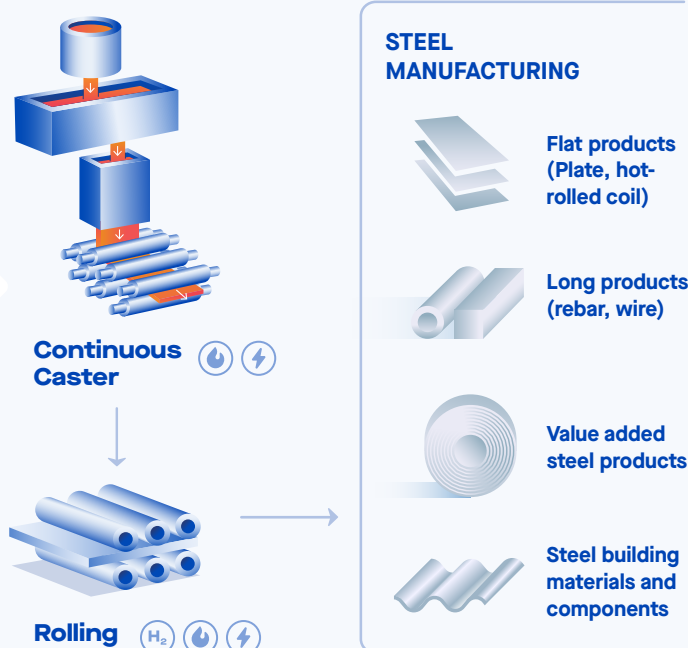 Continuous
Caster
Rolling
H₂
STEEL
MANUFACTURING
Flat products
(Plate, hot-
rolled coil)
Long products
(rebar, wire)
Value added
steel products
Steel building
materials and
components